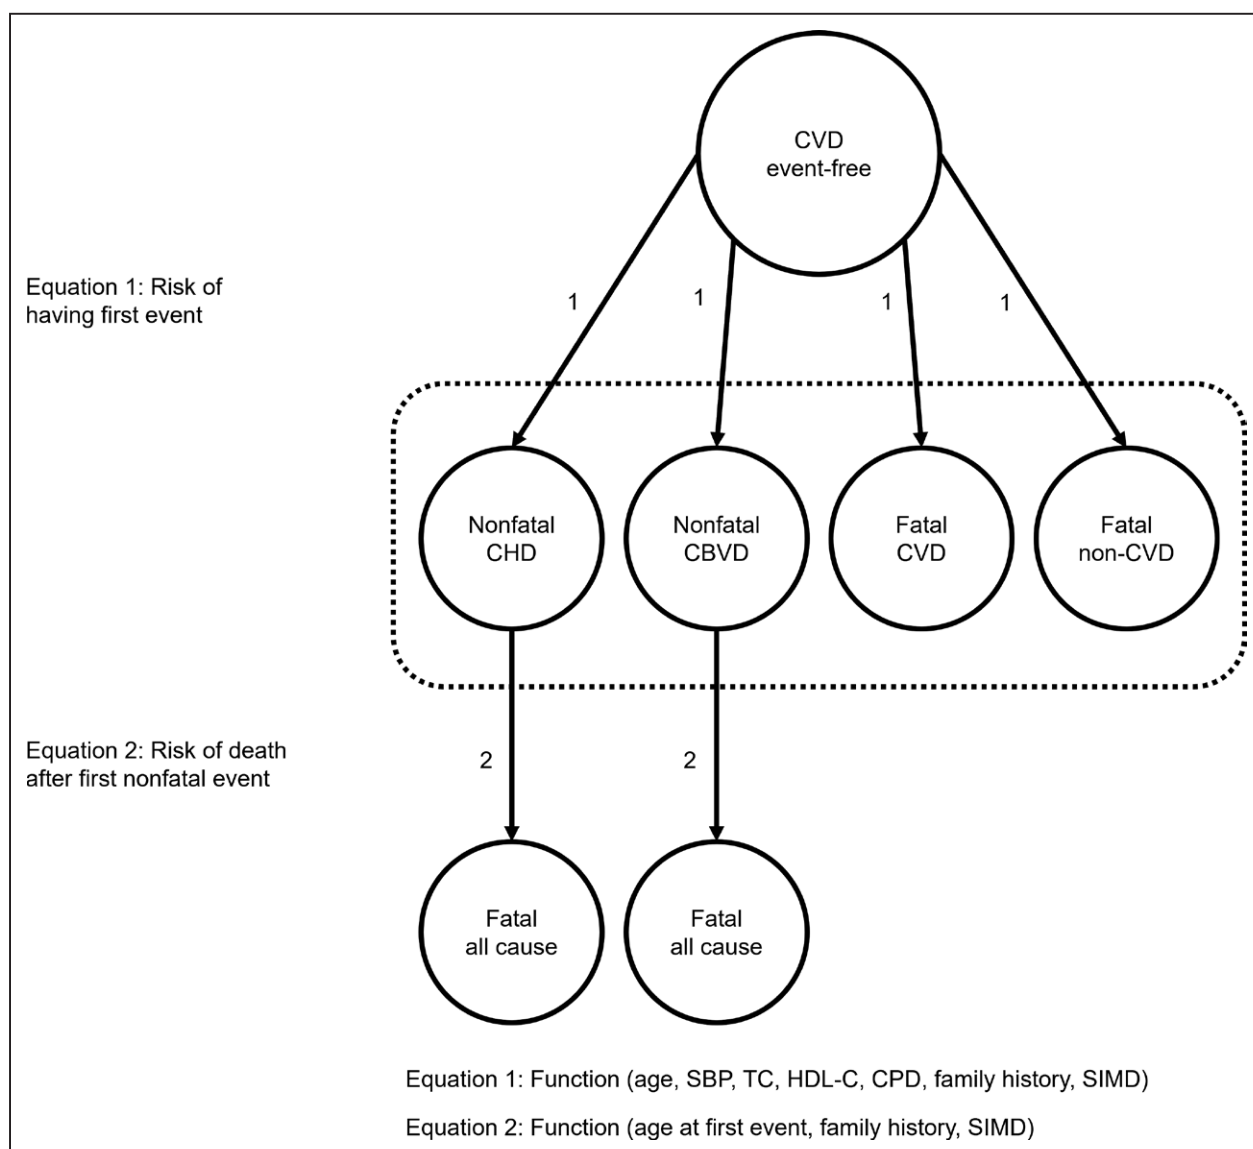 CVD
event-free
Equation 1: Risk of
having first event
1
1
1
1
Nonfatal
CHD
Nonfatal
CBVD
Fatal
CVD
Fatal
non-CVD
Equation 2: Risk of death
after first nonfatal event
2
2
Fatal
all cause
Fatal
all cause
Equation 1: Function (age, SBP, TC, HDL-C, CPD, family history, SIMD)
Equation 2: Function (age at first event, family history, SIMD)